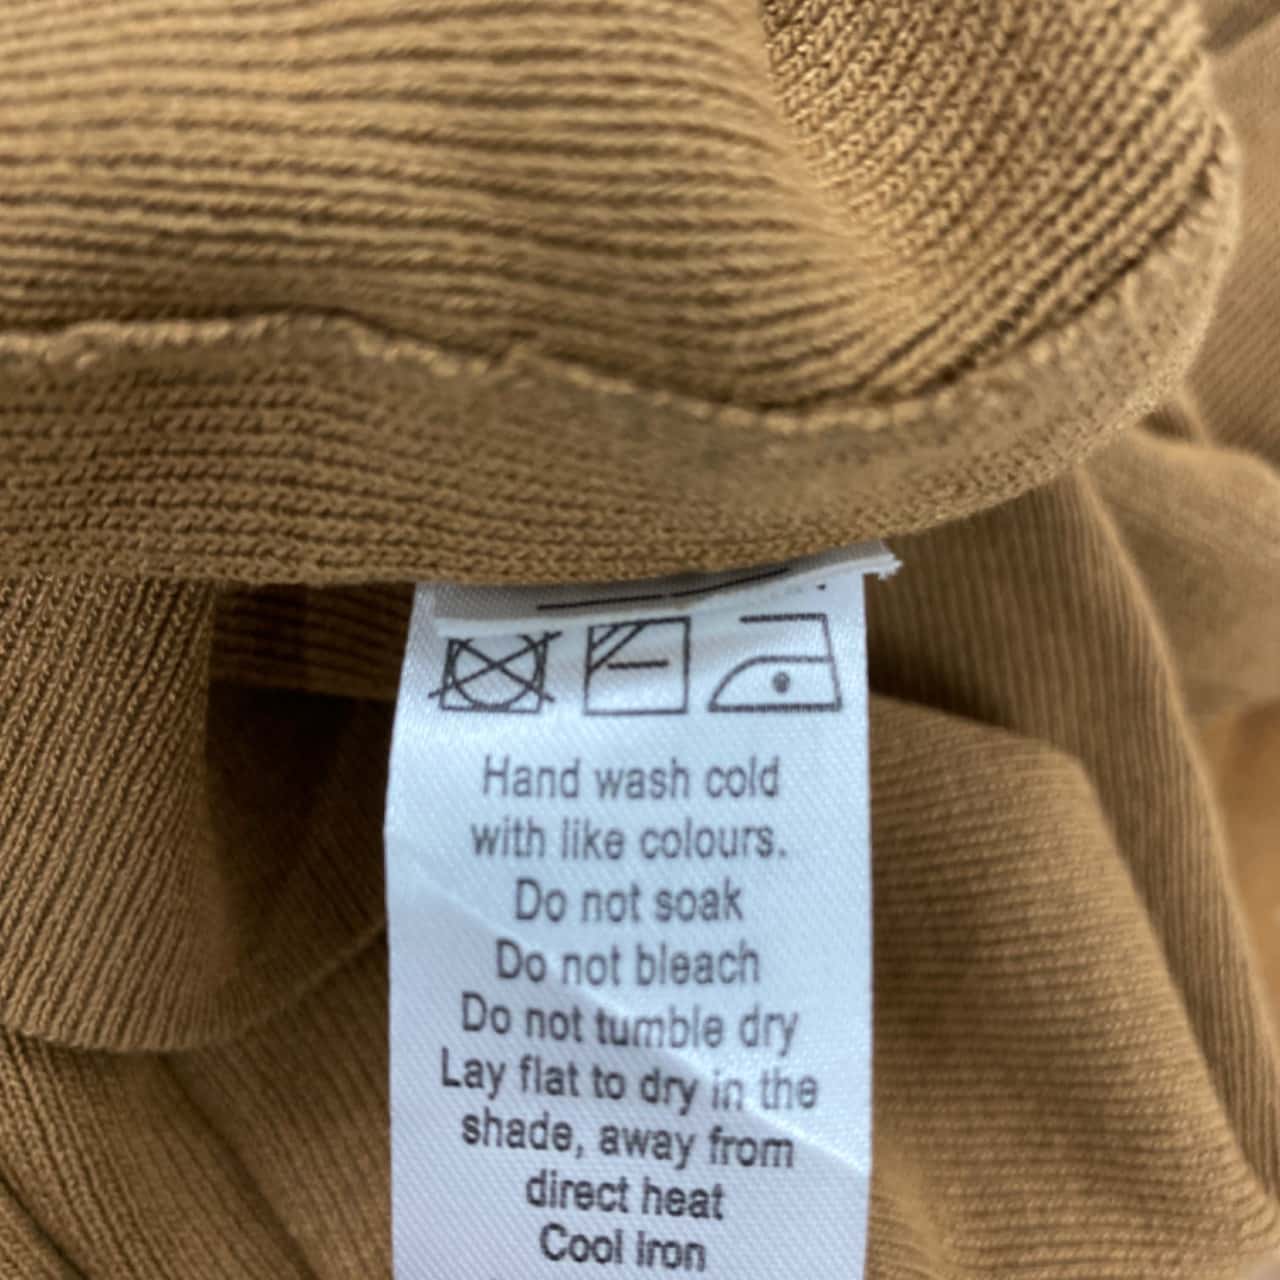 Hand wash cold
with like colours.
Do not soak
Do not bleach
Do not tumble dry
Lay flat to dry in the
shade, away from
direct heat
Cool iron